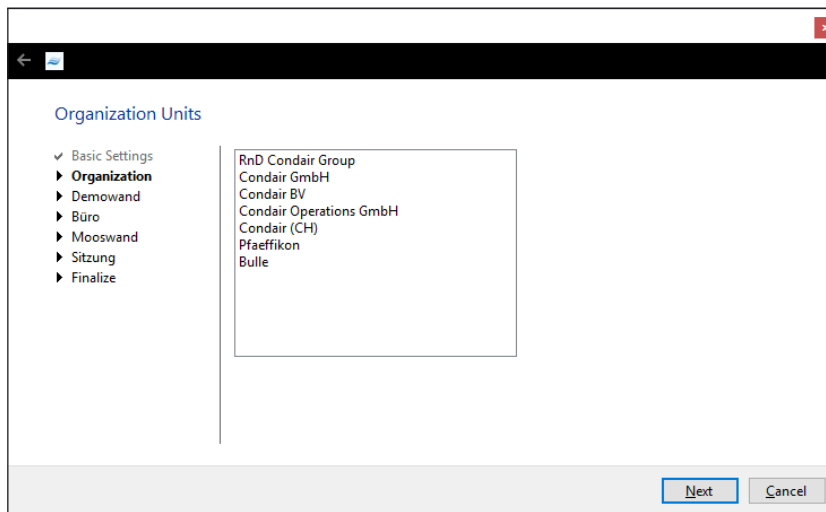 Organization Units
Basic Settings
Organization
Demowand
Büro
Mooswand
Sitzung
Finalize
RnD Condair Group
Condair GmbH
Condair BV
Condair Operations GmbH
Condair (CH)
Pfaeffikon
Bulle
Next
Cancel